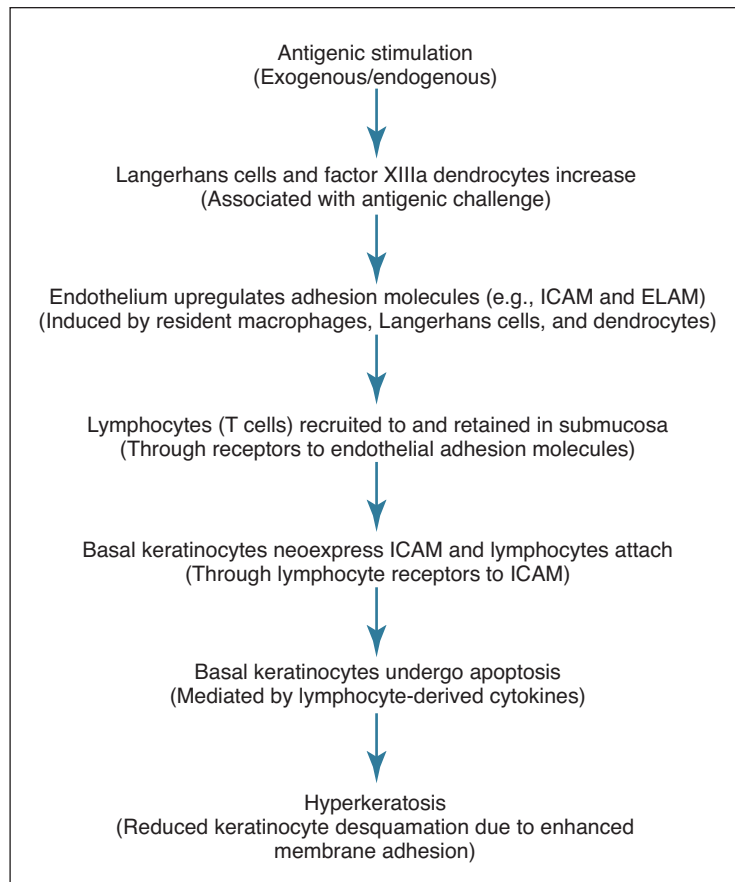 Antigenic stimulation
(Exogenous/endogenous)
Langerhans cells and factor XIIIa dendrocytes increase
(Associated with antigenic challenge)
Endothelium upregulates adhesion molecules (e.g., ICAM and ELAM)
(Induced by resident macrophages, Langerhans cells, and dendrocytes)
Lymphocytes (T cells) recruited to and retained in submucosa
(Through receptors to endothelial adhesion molecules)
Basal keratinocytes neoexpress ICAM and lymphocytes attach
(Through lymphocyte receptors to ICAM)
Basal keratinocytes undergo apoptosis
(Mediated by lymphocyte-derived cytokines)
Hyperkeratosis
(Reduced keratinocyte desquamation due to enhanced
membrane adhesion)